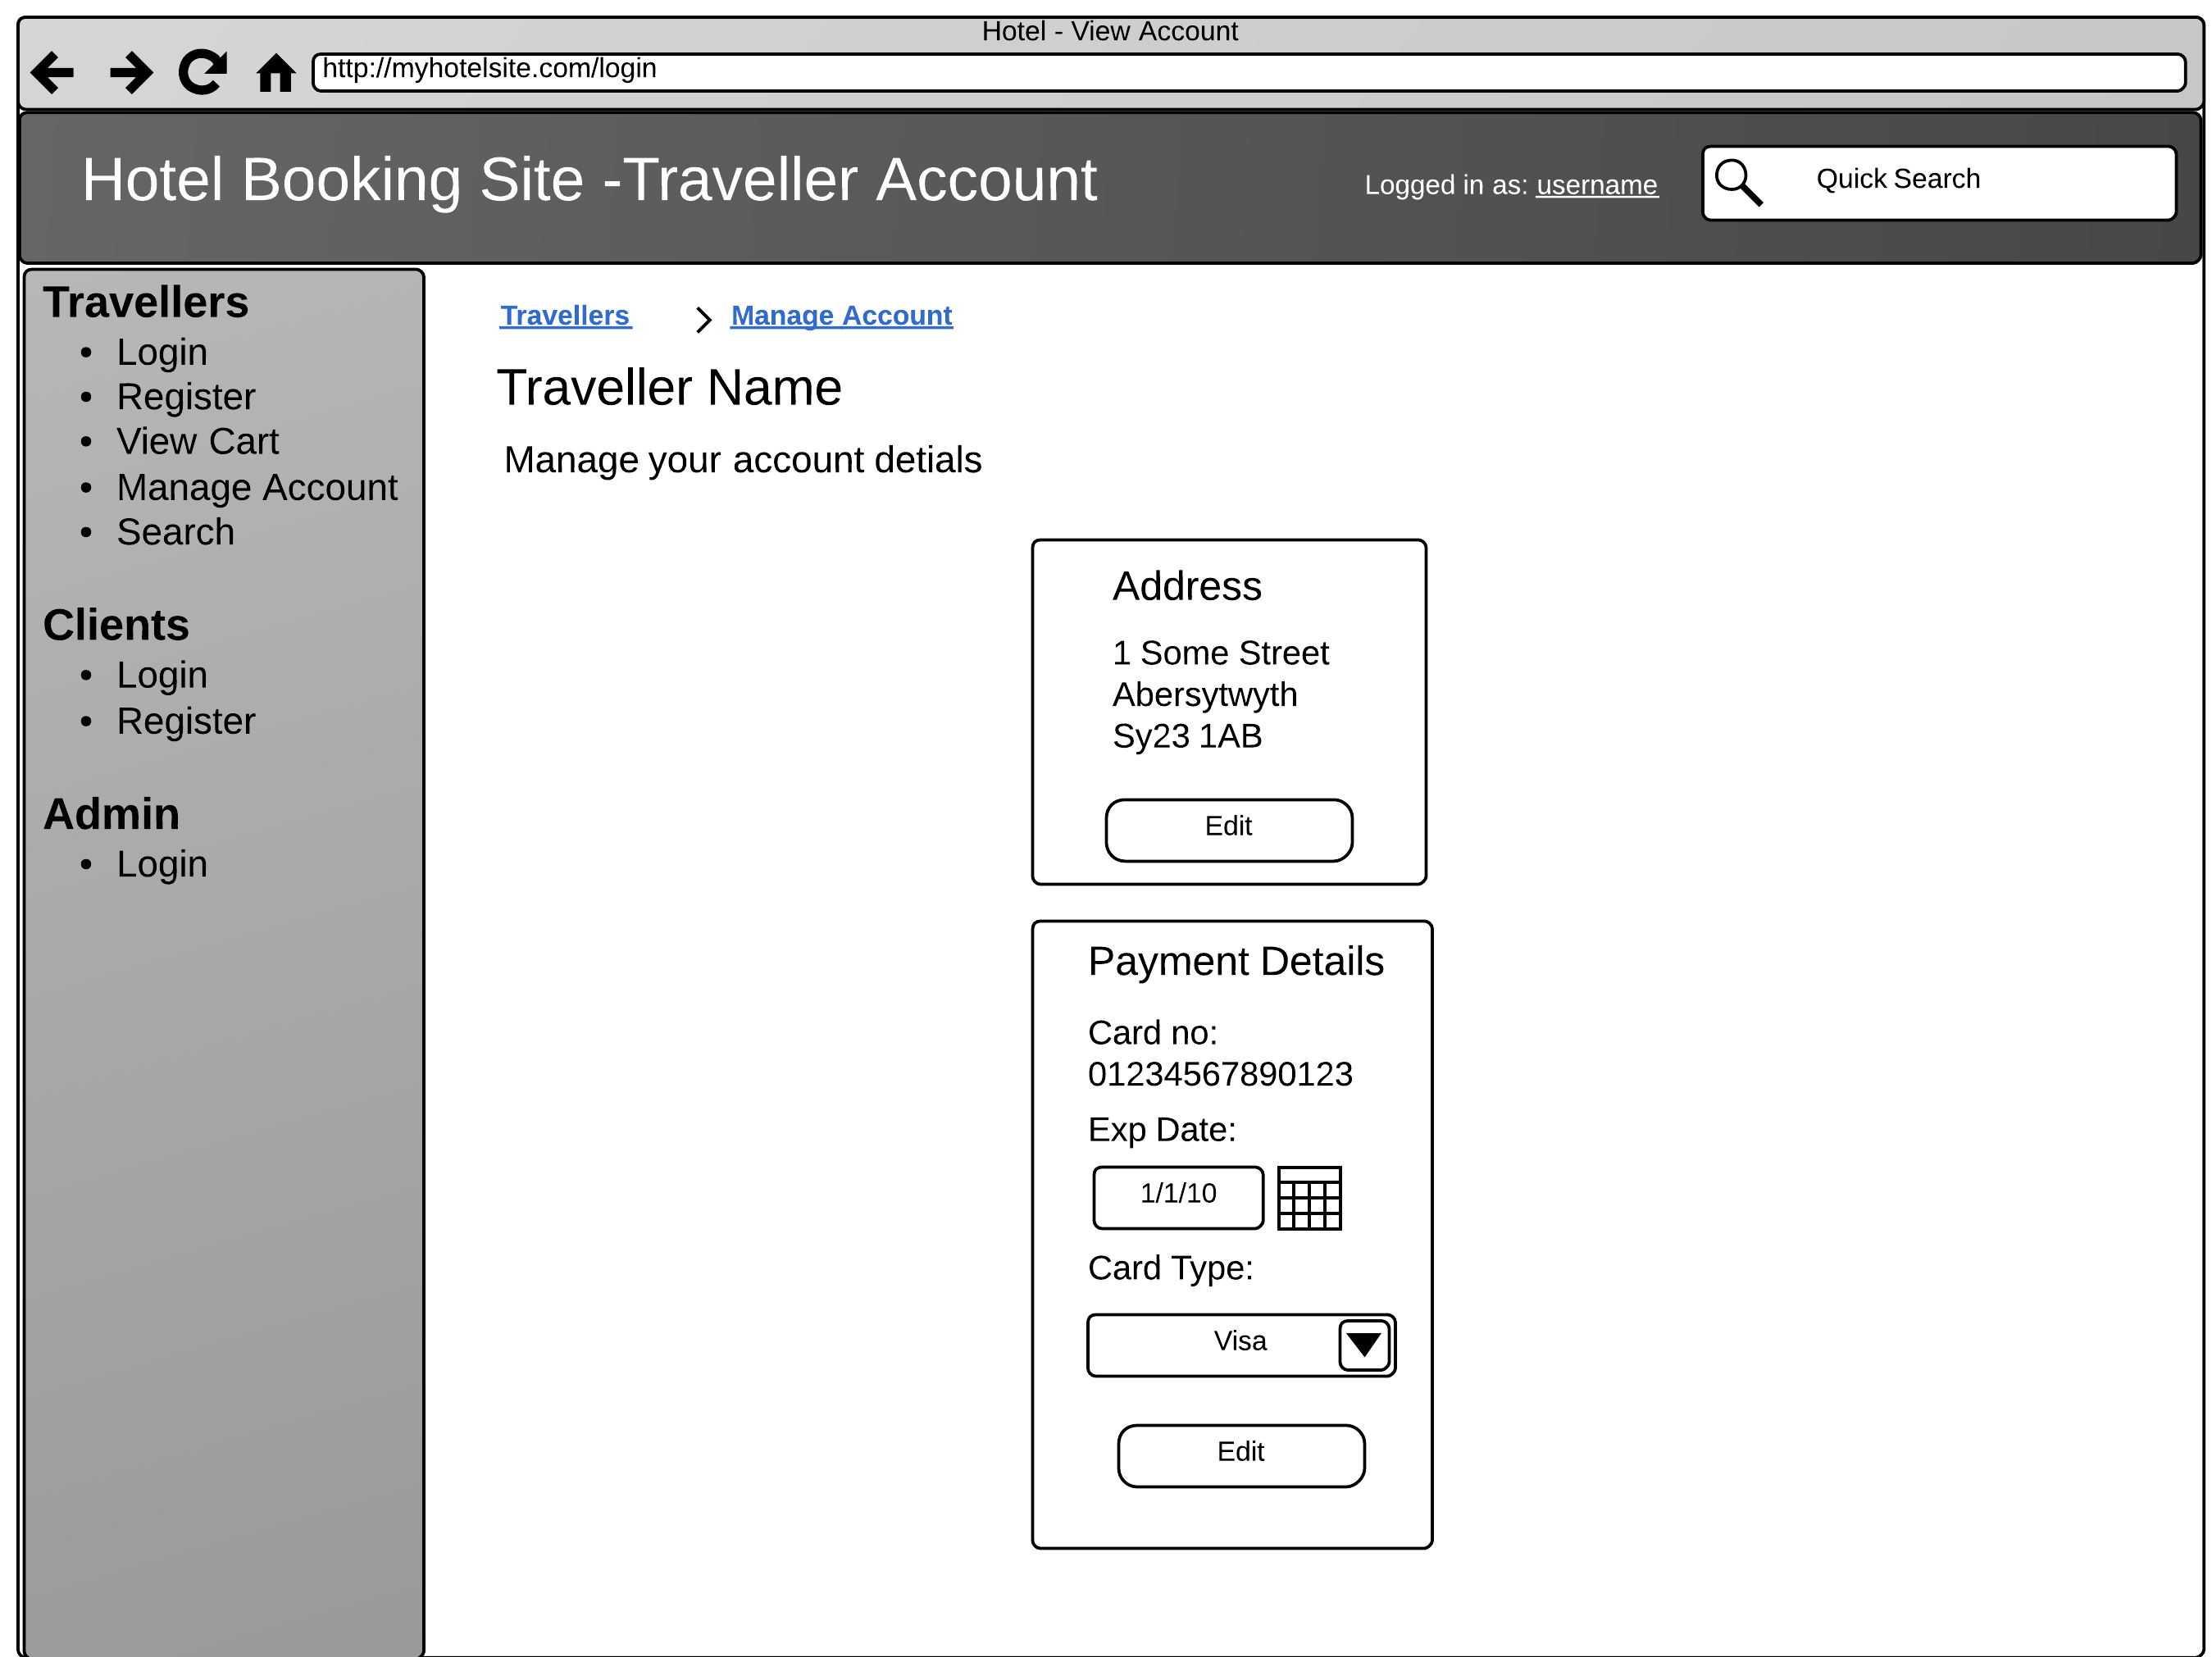 Hotel - View Account
http://myhotelsite.com/login
Hotel Booking Site -Traveller Account
Logged in as: username
Quick Search
Travellers
• Login
• Register
• View Cart
• Manage Account
• Search
Clients
• Login
• Register
Admin
• Login
Travellers > Manage Account
Traveller Name
Manage your account detials
Address
1 Some Street
Abersytwyth
Sy23 1AB
Edit
Payment Details
Card no:
01234567890123
Exp Date:
1/1/10
Card Type:
Visa
Edit